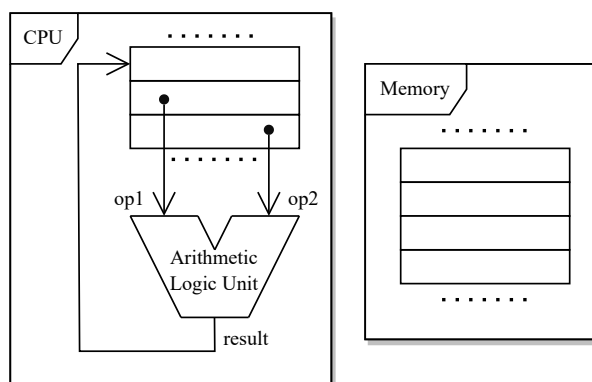 CPU
op1
op2
Arithmetic
Logic Unit
result
Memory